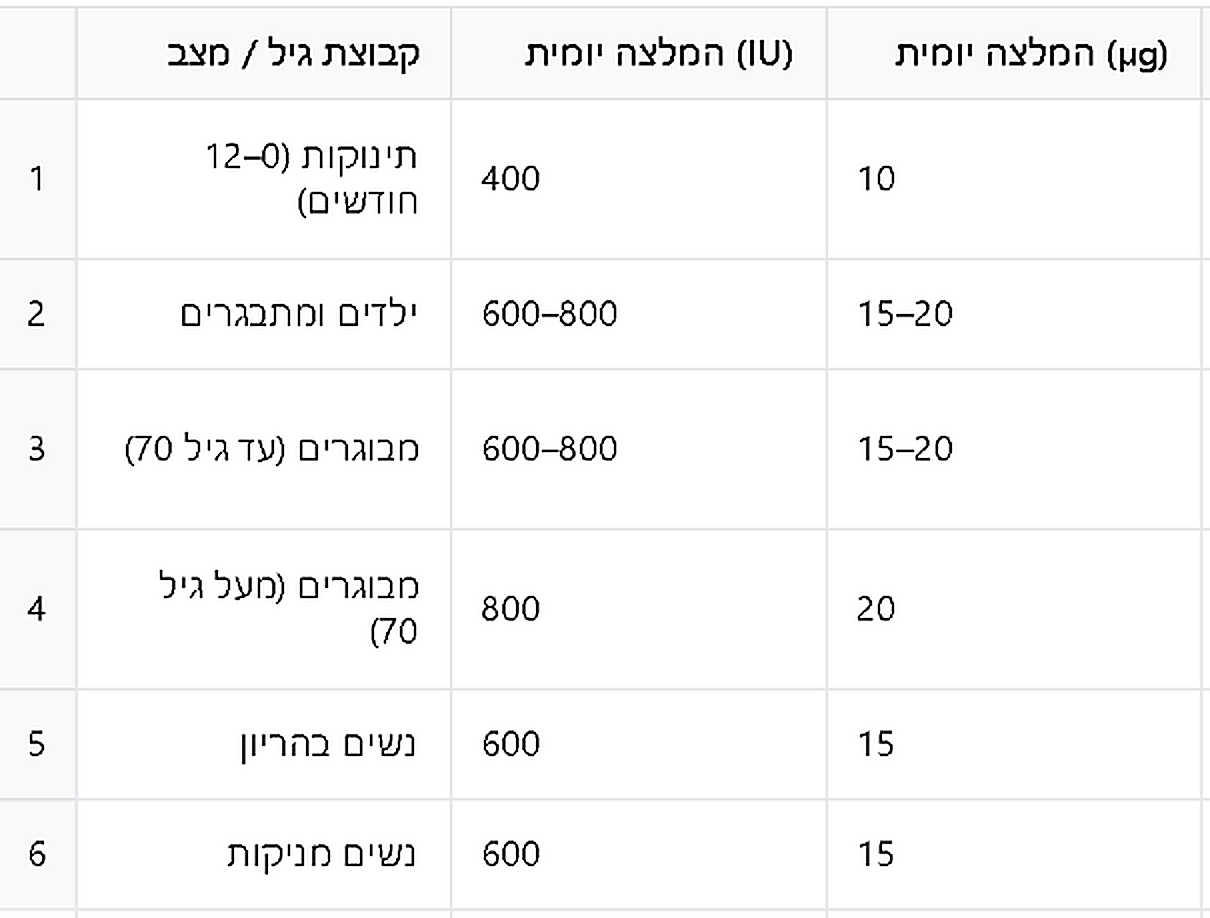 קבוצת גיל / מצב
המלצה יומית (IU)
המלצה יומית (µg)
1
תינוקות (0–12
חודשים)
400
10
2
ילדים ומתבגרים
600–800
15–20
3
מבוגרים (עד גיל 70)
600–800
15–20
4
מבוגרים (מעל גיל
70)
800
20
5
נשים בהריון
600
15
6
נשים מניקות
600
15